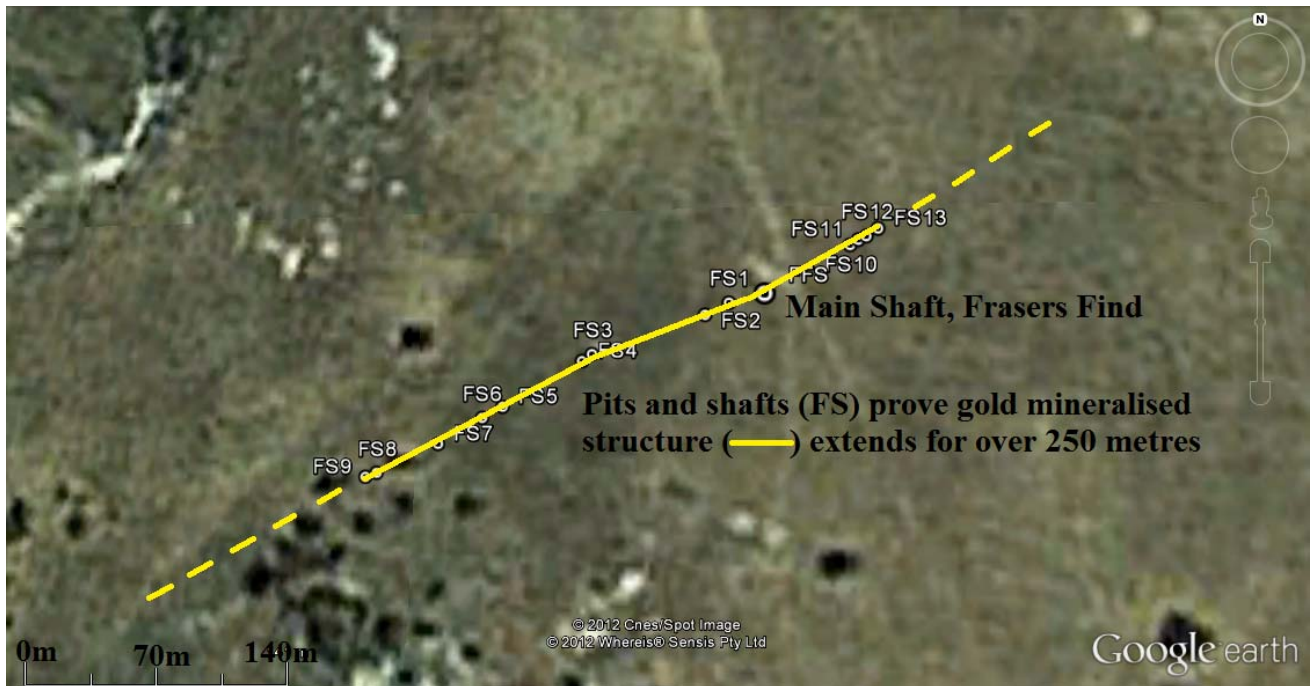 N
FS12
FS11 FS13
FS10
FS1 PFS
FS2 Main Shaft, Frasers Find
FS3
FS4
FS6 FS5 Pits and shafts (FS) prove gold mineralised
structure ( ) extends for over 250 metres
FS7
FS8
FS9
© 2012 Cnes/Spot Image
© 2012 Whereis® Sensis Pty Ltd
0m 70m 140m
Google earth